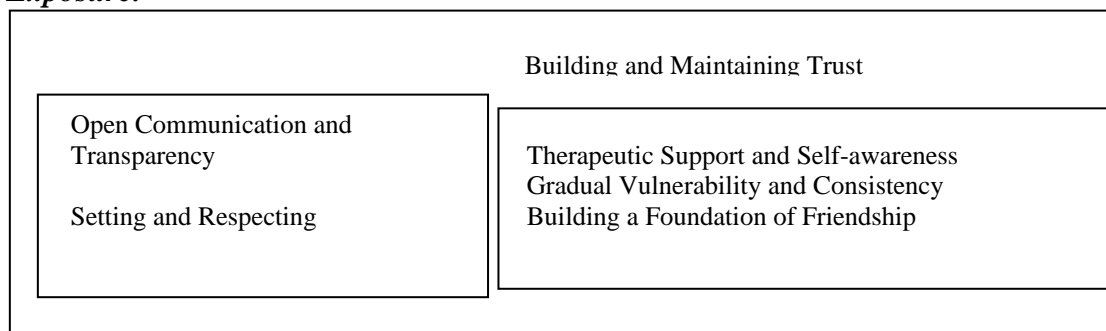 Building and Maintaining Trust
Open Communication and
Transparency
Setting and Respecting
Therapeutic Support and Self-awareness
Gradual Vulnerability and Consistency
Building a Foundation of Friendship